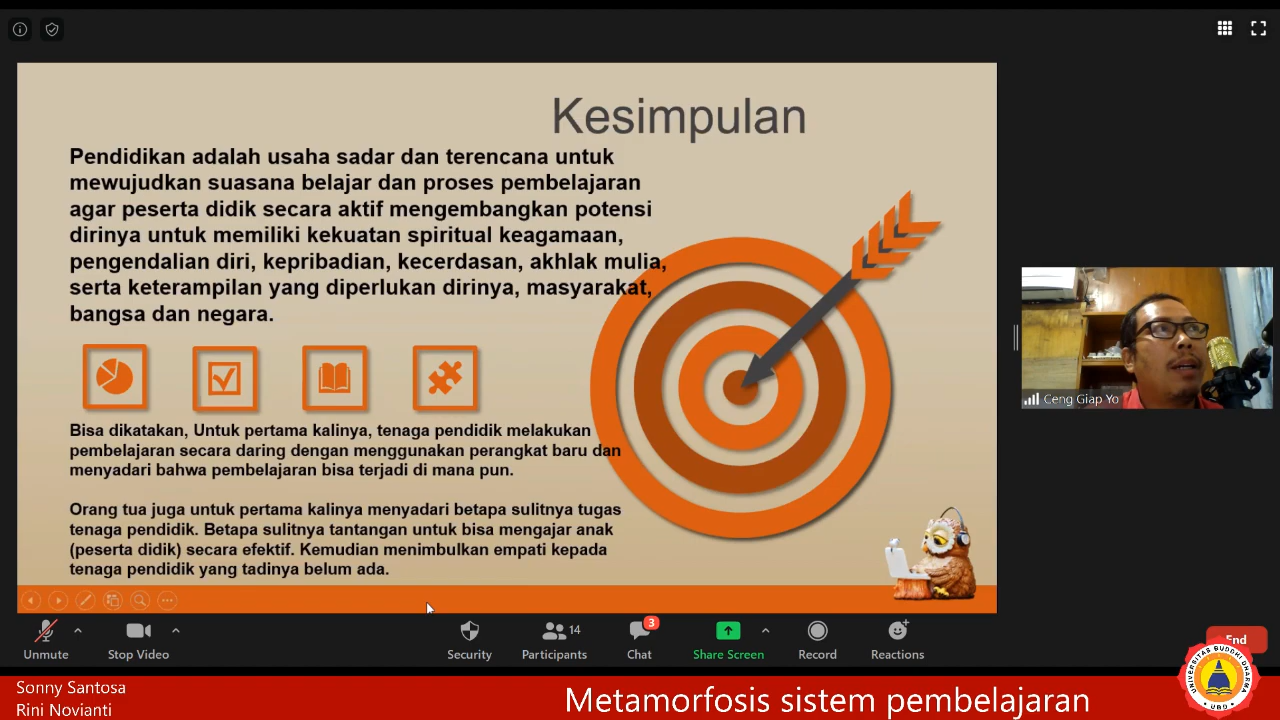 Kesimpulan
Pendidikan adalah usaha sadar dan terencana untuk
mewujudkan suasana belajar dan proses pembelajaran
agar peserta didik secara aktif mengembangkan potensi
dirinya untuk memiliki kekuatan spiritual keagamaan,
pengendalian diri, kepribadian, kecerdasan, akhlak mulia,
serta keterampilan yang diperlukan dirinya, masyarakat,
bangsa dan negara.
Bisa dikatakan, Untuk pertama kalinya, tenaga pendidik melakukan
pembelajaran secara daring dengan menggunakan perangkat baru dan
menyadari bahwa pembelajaran bisa terjadi di mana pun.
Orang tua juga untuk pertama kalinya menyadari betapa sulitnya tugas
tenaga pendidik. Betapa sulitnya tantangan untuk bisa mengajar anak
(peserta didik) secara efektif. Kemudian menimbulkan empati kepada
tenaga pendidik yang tadinya belum ada.
Ceng Giap Yo
14
3
Unmute
Stop Video
Security
Participants
Chat
Share Screen
Record
Reactions
End
UNIVERSITAS BUDDHI DHARMA
UBD
Sonny Santosa
Rini Novianti
Metamorfosis sistem pembelajaran